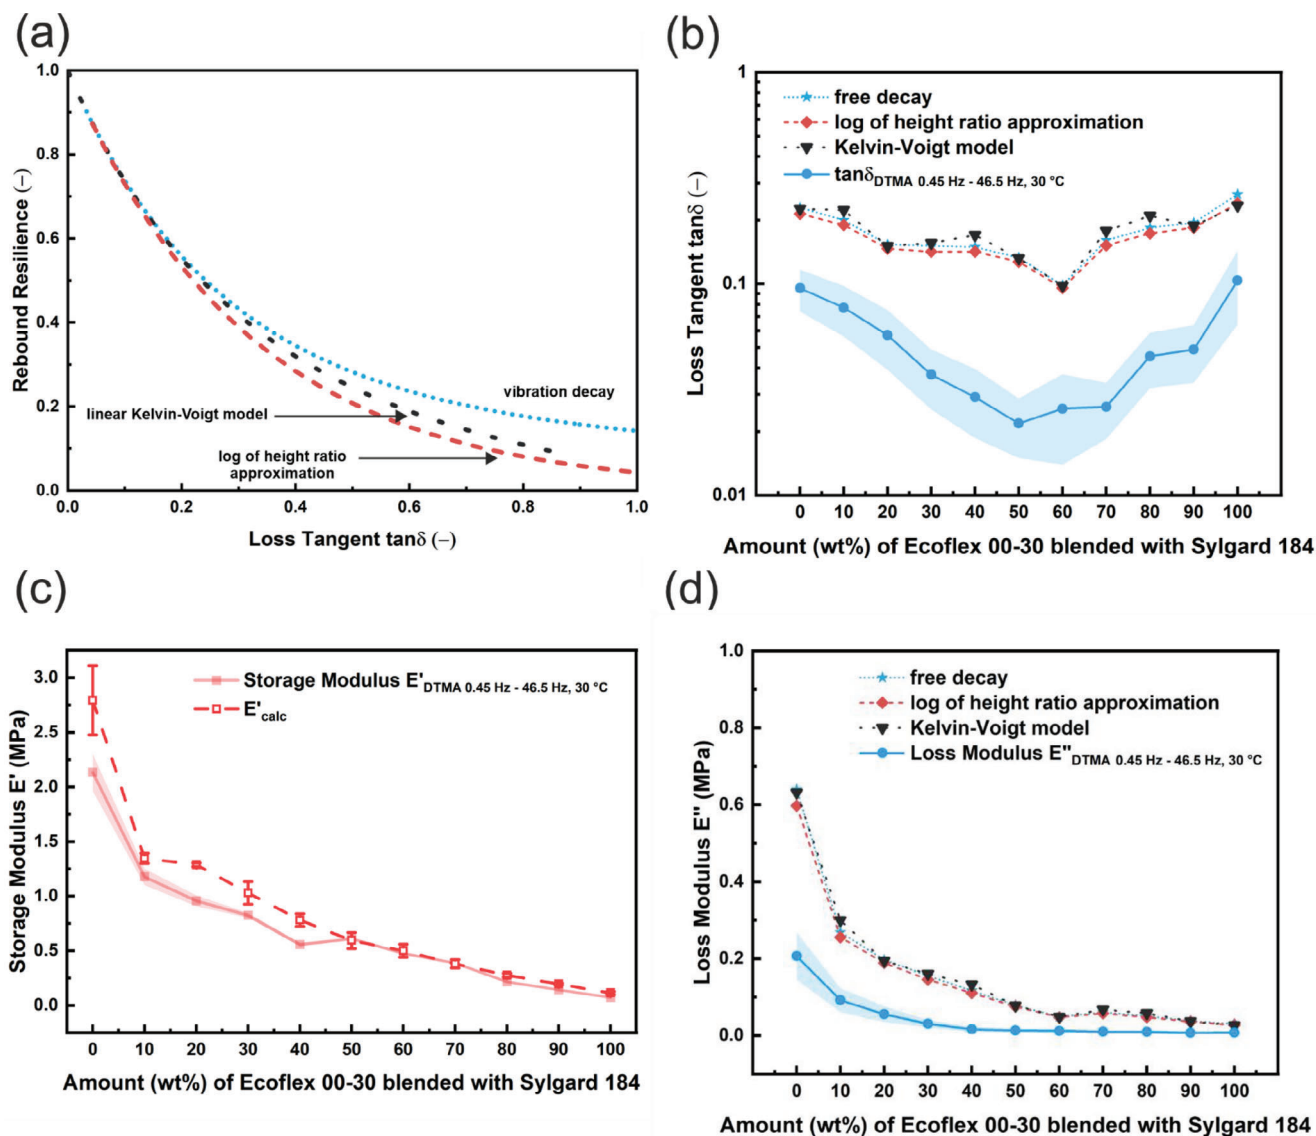 (a)
1.0
0.8
0.6
0.4
0.2
0.0
Rebound Resilience (−)
vibration decay
linear Kelvin-Voigt model
log of height ratio
approximation
0.0 0.2 0.4 0.6 0.8 1.0
Loss Tangent tanδ (−)
(b)
1
0.1
0.01
Loss Tangent tanδ (−)
free decay
log of height ratio approximation
Kelvin-Voigt model
tanδDTMA 0.45 Hz - 46.5 Hz, 30 °C
0 10 20 30 40 50 60 70 80 90 100
Amount (wt%) of Ecoflex 00-30 blended with Sylgard 184
(c)
3.0
2.5
2.0
1.5
1.0
0.5
0.0
Storage Modulus E' (MPa)
Storage Modulus E'DTMA 0.45 Hz - 46.5 Hz, 30 °C
E'calc
0 10 20 30 40 50 60 70 80 90 100
Amount (wt%) of Ecoflex 00-30 blended with Sylgard 184
(d)
1.0
0.8
0.6
0.4
0.2
0.0
Loss Modulus E'' (MPa)
free decay
log of height ratio approximation
Kelvin-Voigt model
Loss Modulus E''DTMA 0.45 Hz - 46.5 Hz, 30 °C
0 10 20 30 40 50 60 70 80 90 100
Amount (wt%) of Ecoflex 00-30 blended with Sylgard 184